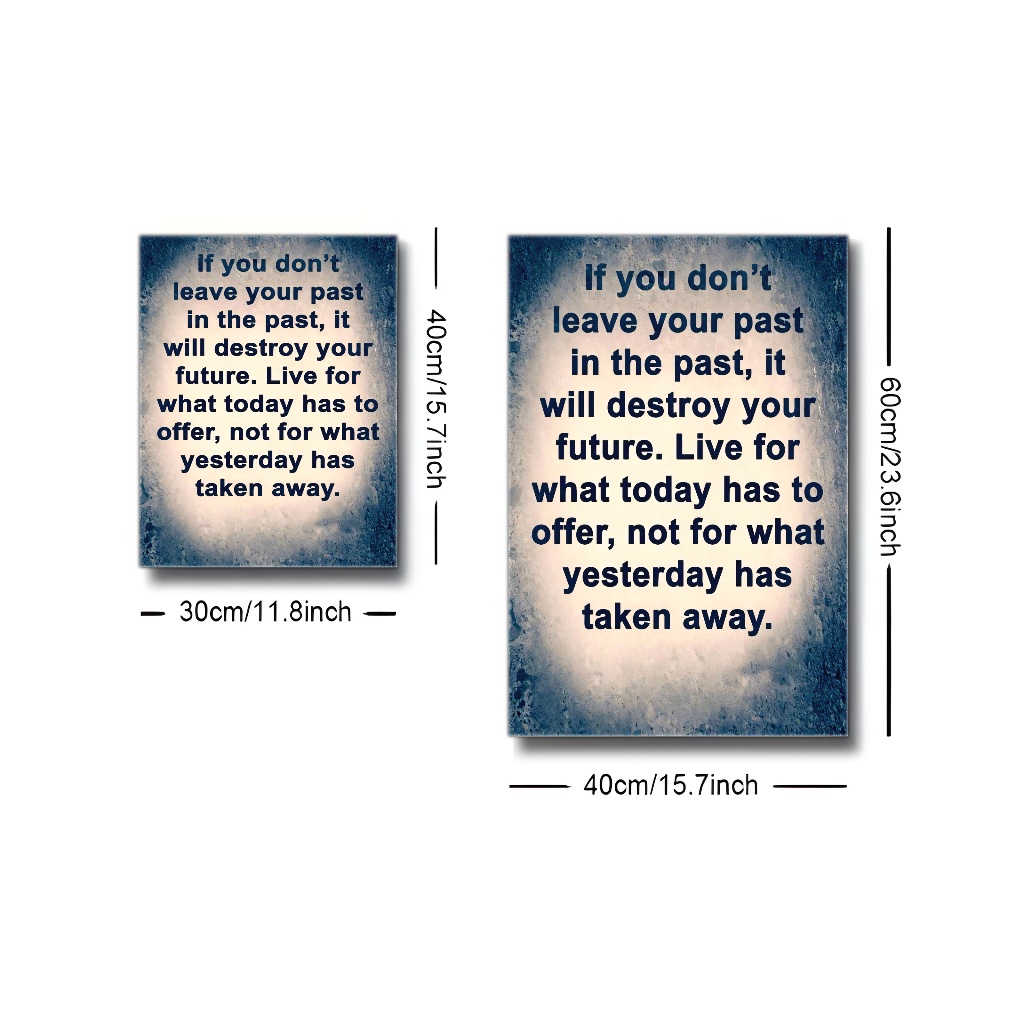 If you don’t
leave your past
in the past, it
will destroy your
future. Live for
what today has to
offer, not for what
yesterday has
taken away.
40cm/15.7inch
30cm/11.8inch
If you don’t
leave your past
in the past, it
will destroy your
future. Live for
what today has to
offer, not for what
yesterday has
taken away.
60cm/23.6inch
40cm/15.7inch